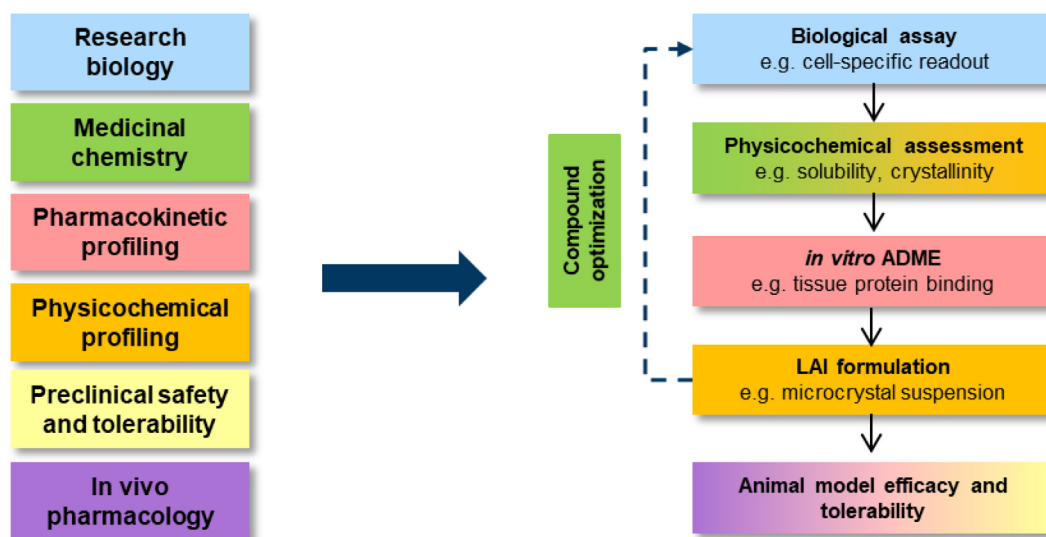 Research
biology
Medicinal
chemistry
Pharmacokinetic
profiling
Physicochemical
profiling
Preclinical safety
and tolerability
In vivo
pharmacology
Compound
optimization
Biological assay
e.g. cell-specific readout
Physicochemical assessment
e.g. solubility, crystallinity
in vitro ADME
e.g. tissue protein binding
LAI formulation
e.g. microcrystal suspension
Animal model efficacy and
tolerability